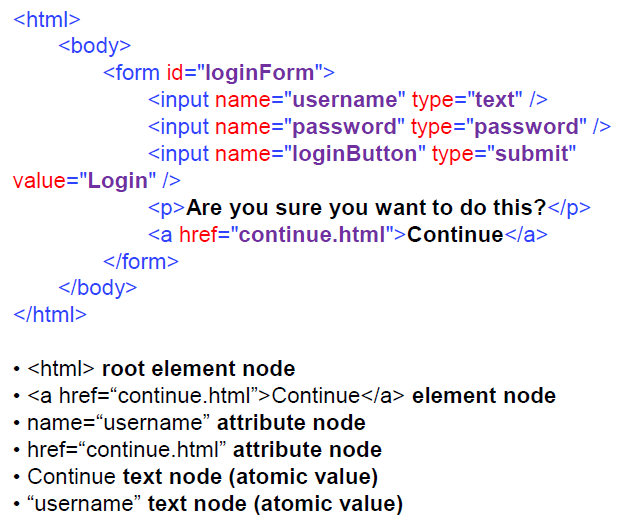 <html>
<body>
<form id="loginForm">
<input name="username" type="text" />
<input name="password" type="password" />
<input name="loginButton" type="submit"
value="Login" />
<p>Are you sure you want to do this?</p>
<a href="continue.html">Continue</a>
</form>
</body>
</html>
• <html> root element node
• <a href=“continue.html”>Continue</a> element node
• name=“username” attribute node
• href=“continue.html” attribute node
• Continue text node (atomic value)
• “username” text node (atomic value)